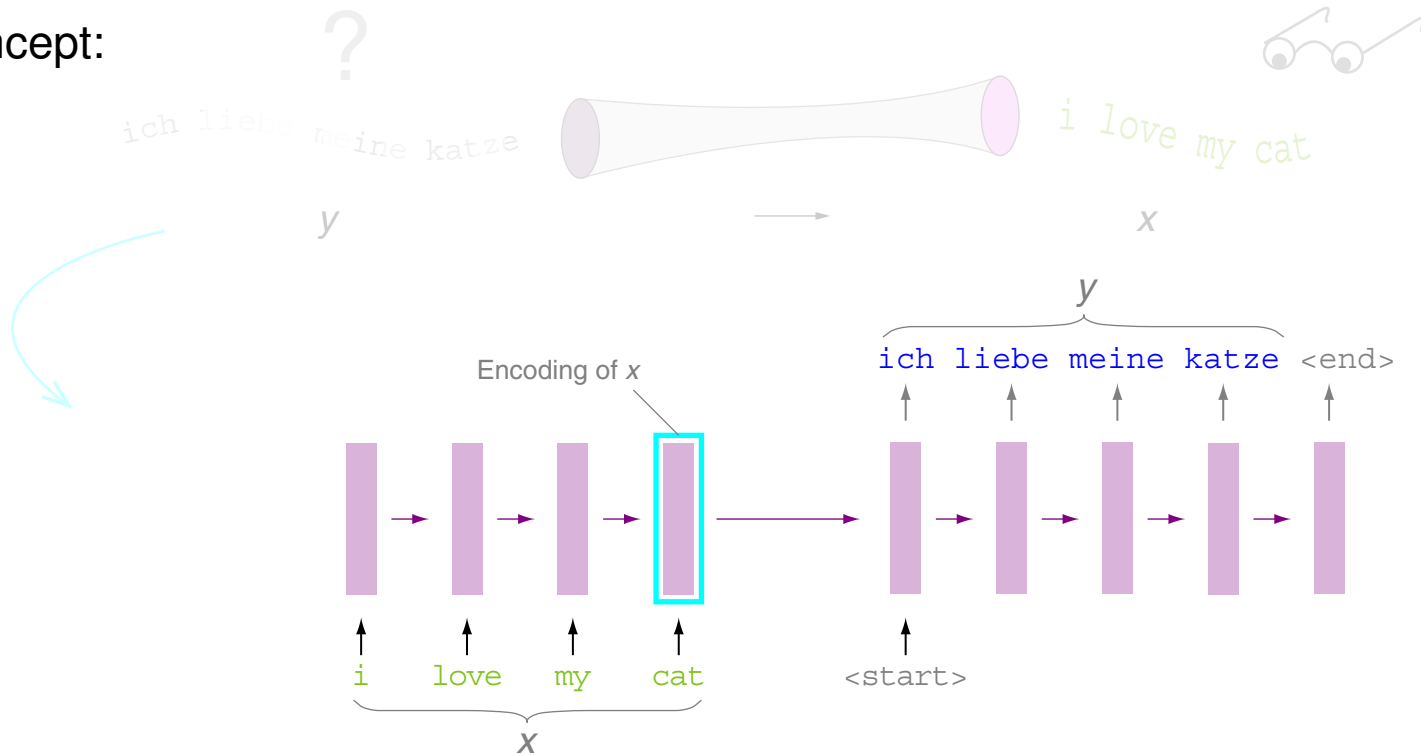 ncept:
?
ich liebe meine katze
i love my cat
y
x
y
ich liebe meine katze <end>
Encoding of x
i love my cat <start>
x